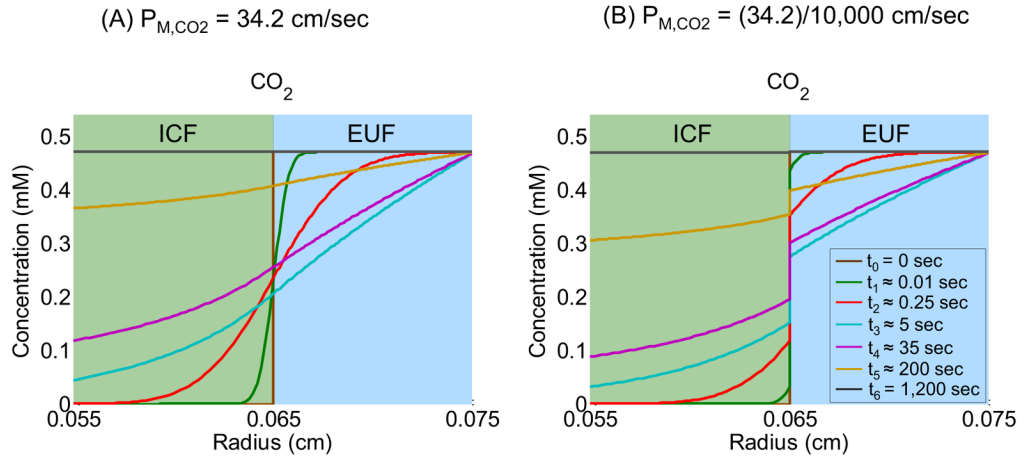 (A) P_M,CO2 = 34.2 cm/sec
CO₂
ICF EUF
0.5
0.4
0.3
0.2
0.1
0
Concentration (mM)
0.055 0.065 0.075
Radius (cm)
(B) P_M,CO2 = (34.2)/10,000 cm/sec
CO₂
ICF EUF
0.5
0.4
0.3
0.2
0.1
0
Concentration (mM)
0.055 0.065 0.075
Radius (cm)
t₀ = 0 sec
t₁ ≈ 0.01 sec
t₂ ≈ 0.25 sec
t₃ ≈ 5 sec
t₄ ≈ 35 sec
t₅ ≈ 200 sec
t₆ = 1,200 sec